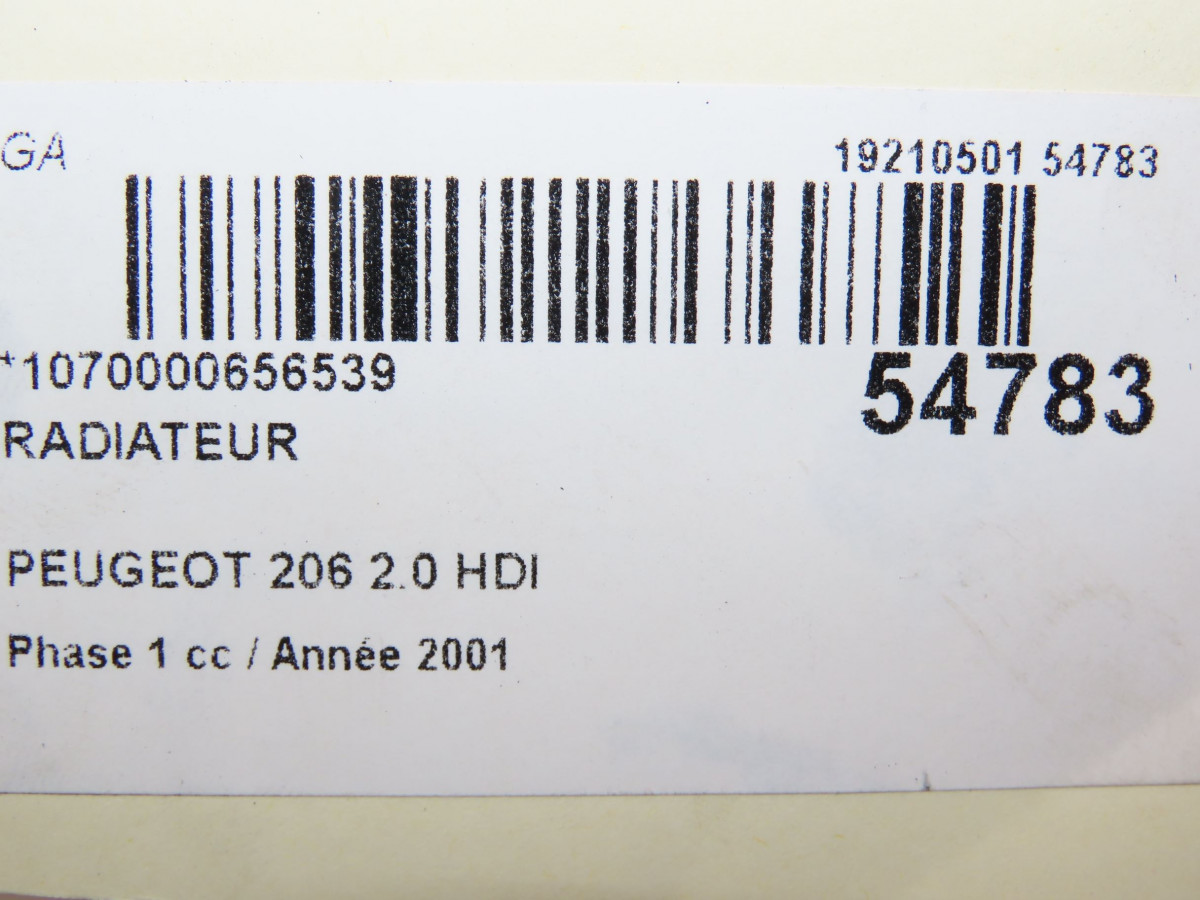 GA
19210501 54783
*1070000656539
54783
RADIATEUR
PEUGEOT 206 2.0 HDI
Phase 1 cc / Année 2001